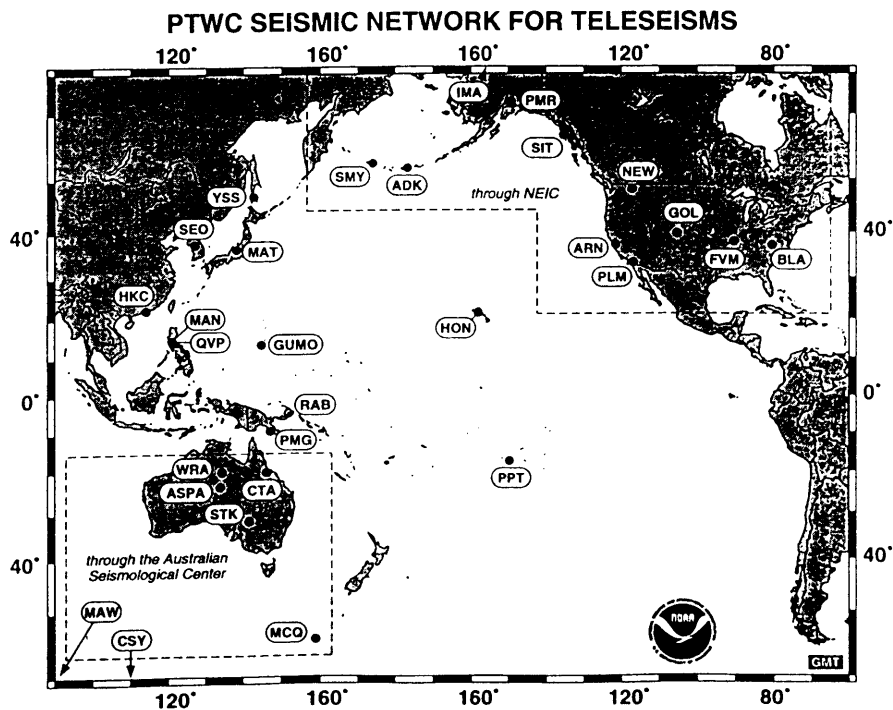 PTWC SEISMIC NETWORK FOR TELESEISMS
120° 160° 160° 120° 80°
IMA
PMR
SIT
SMY
ADK
through NEIC
NEW
YSS
GOL
SEO
40°
MAT
ARN
FVM
BLA
40°
PLM
HKC
MAN
HON
QVP
GUMO
0°
RAB
0°
PMG
WRA
ASPA
CTA
PPT
STK
40°
through the Australian
Seismological Center
40°
MAW
CSY
MCQ
NOAA
GMT
120° 160° 160° 120° 80°